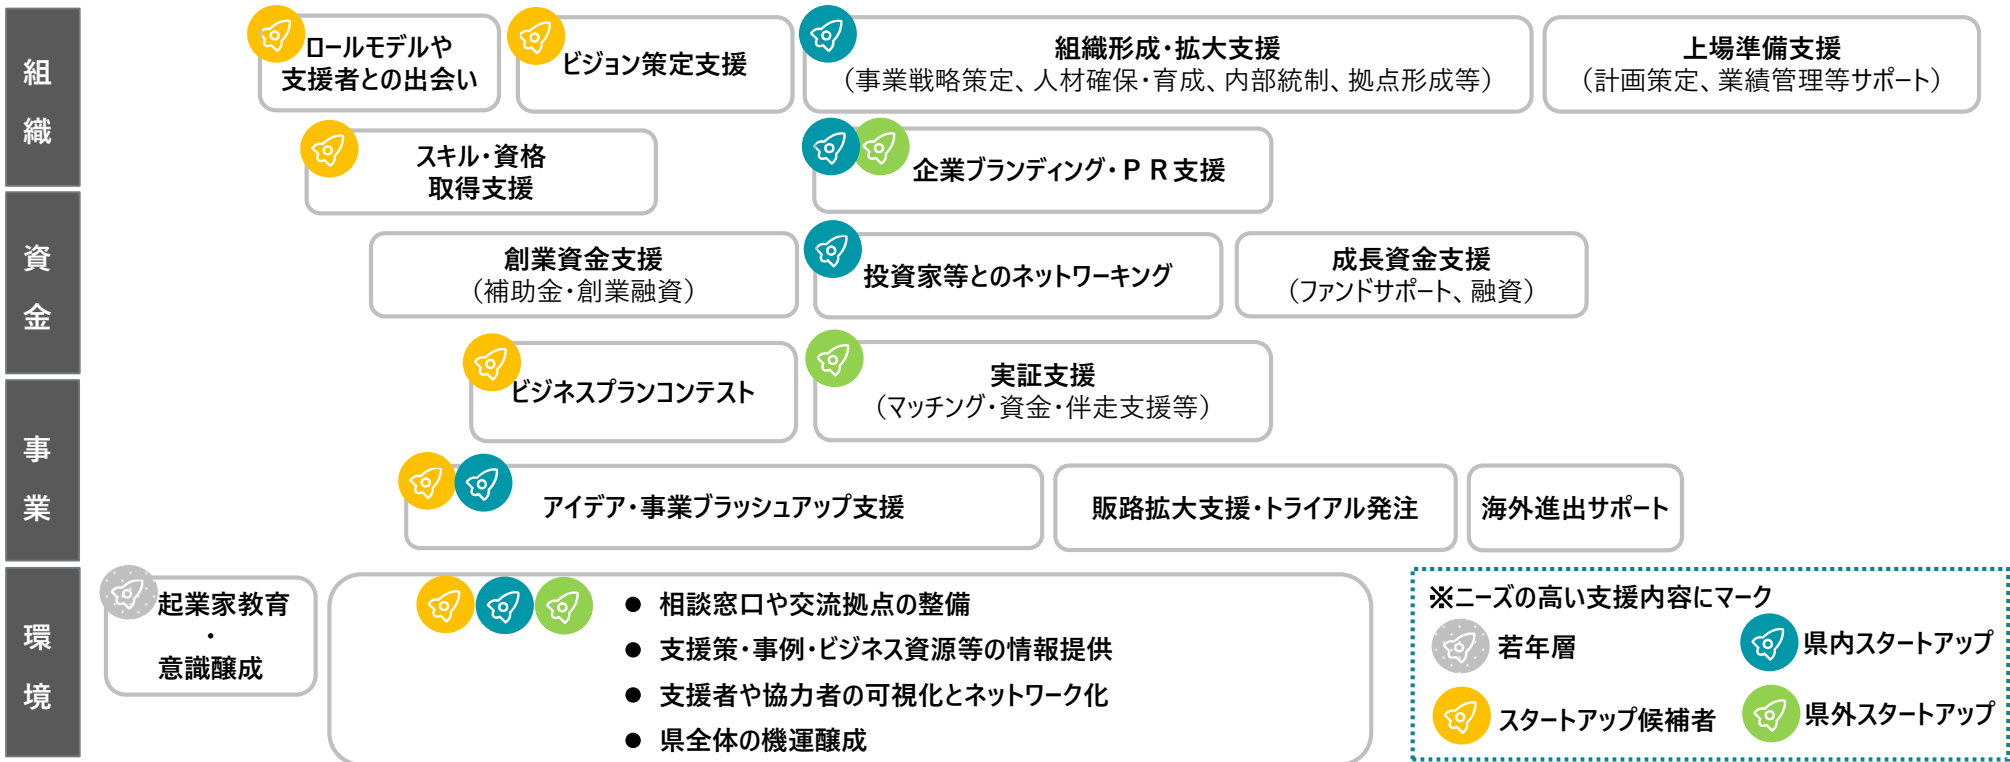 組織
ロールモデルや
支援者との出会い
ビジョン策定支援
組織形成・拡大支援
（事業戦略策定、人材確保・育成、内部統制、拠点形成等）
上場準備支援
（計画策定、業績管理等サポート）
スキル・資格
取得支援
企業ブランディング・ＰＲ支援
資金
創業資金支援
（補助金・創業融資）
投資家等とのネットワーキング
成長資金支援
（ファンドサポート、融資）
事業
ビジネスプランコンテスト
実証支援
（マッチング・資金・伴走支援等）
アイデア・事業ブラッシュアップ支援
販路拡大支援・トライアル発注
海外進出サポート
環境
起業家教育
・
意識醸成
● 相談窓口や交流拠点の整備
● 支援策・事例・ビジネス資源等の情報提供
● 支援者や協力者の可視化とネットワーク化
● 県全体の機運醸成
※ニーズの高い支援内容にマーク
若年層
県内スタートアップ
スタートアップ候補者
県外スタートアップ